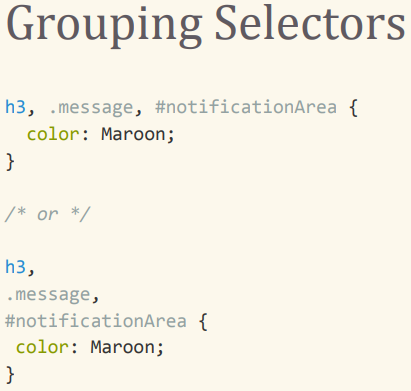 Grouping Selectors
h3, .message, #notificationArea {
  color: Maroon;
}
/* or */
h3,
.message,
#notificationArea {
 color: Maroon;
}